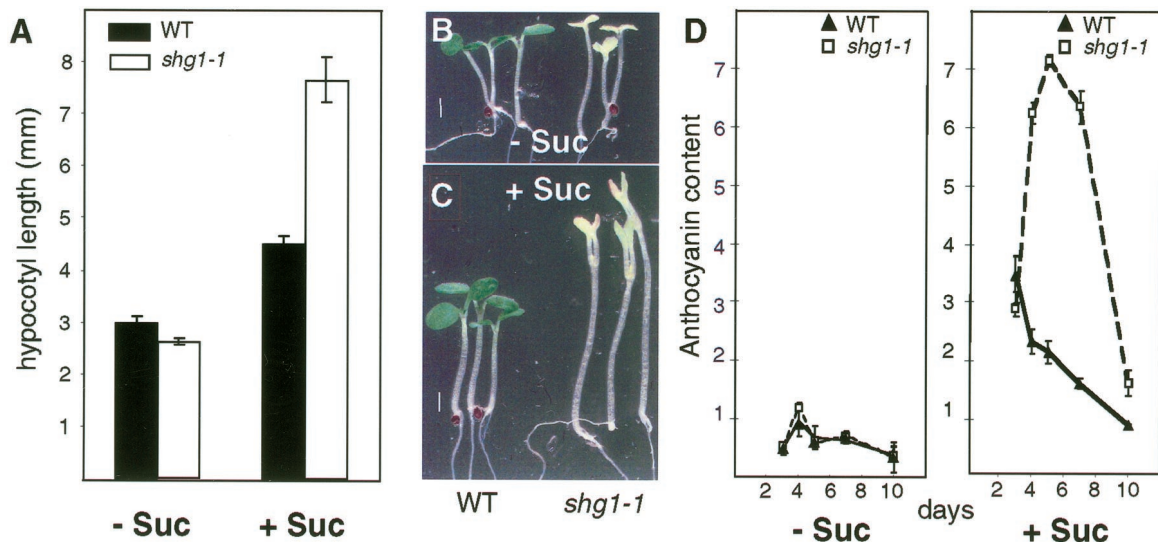 A
WT
shg1-1
hypocotyl length (mm)
8
7
6
5
4
3
2
1
- Suc
+ Suc
B
- Suc
C
+ Suc
WT
shg1-1
D
WT
shg1-1
Anthocyanin content
7
6
5
4
3
2
1
2 4 6 8 10
- Suc
days
WT
shg1-1
7
6
5
4
3
2
1
2 4 6 8 10
+ Suc